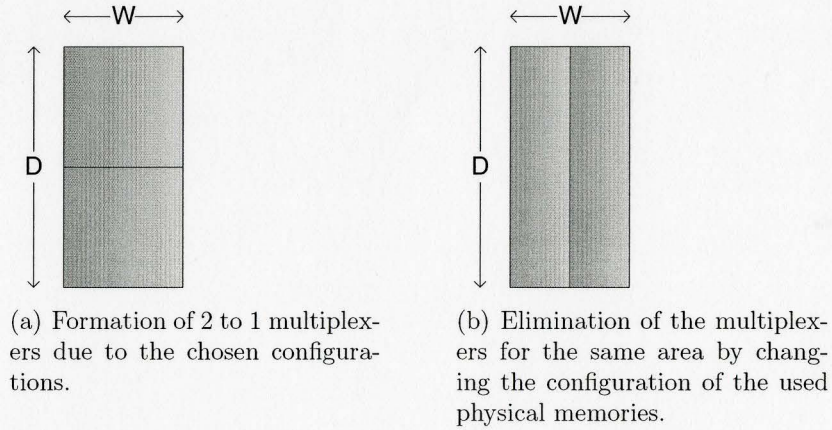 W
D
(a) Formation of 2 to 1 multiplex-
ers due to the chosen configura-
tions.
W
D
(b) Elimination of the multiplex-
ers for the same area by chang-
ing the configuration of the used
physical memories.